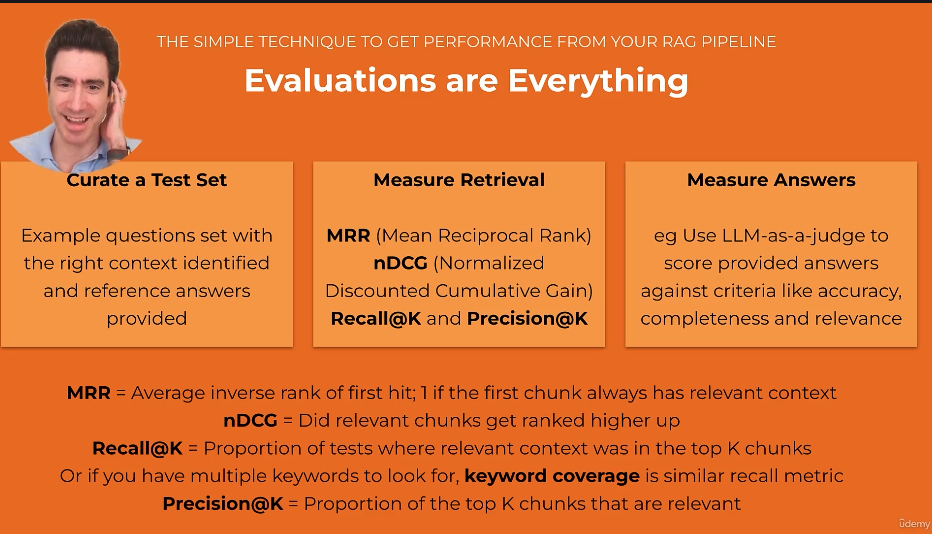 THE SIMPLE TECHNIQUE TO GET PERFORMANCE FROM YOUR RAG PIPELINE
Evaluations are Everything
Curate a Test Set
Example questions set with
the right context identified
and reference answers
provided
Measure Retrieval
MRR (Mean Reciprocal Rank)
nDCG (Normalized
Discounted Cumulative Gain)
Recall@K and Precision@K
Measure Answers
eg Use LLM-as-a-judge to
score provided answers
against criteria like accuracy,
completeness and relevance
MRR = Average inverse rank of first hit; 1 if the first chunk always has relevant context
nDCG = Did relevant chunks get ranked higher up
Recall@K = Proportion of tests where relevant context was in the top K chunks
Or if you have multiple keywords to look for, keyword coverage is similar recall metric
Precision@K = Proportion of the top K chunks that are relevant
ûdemy